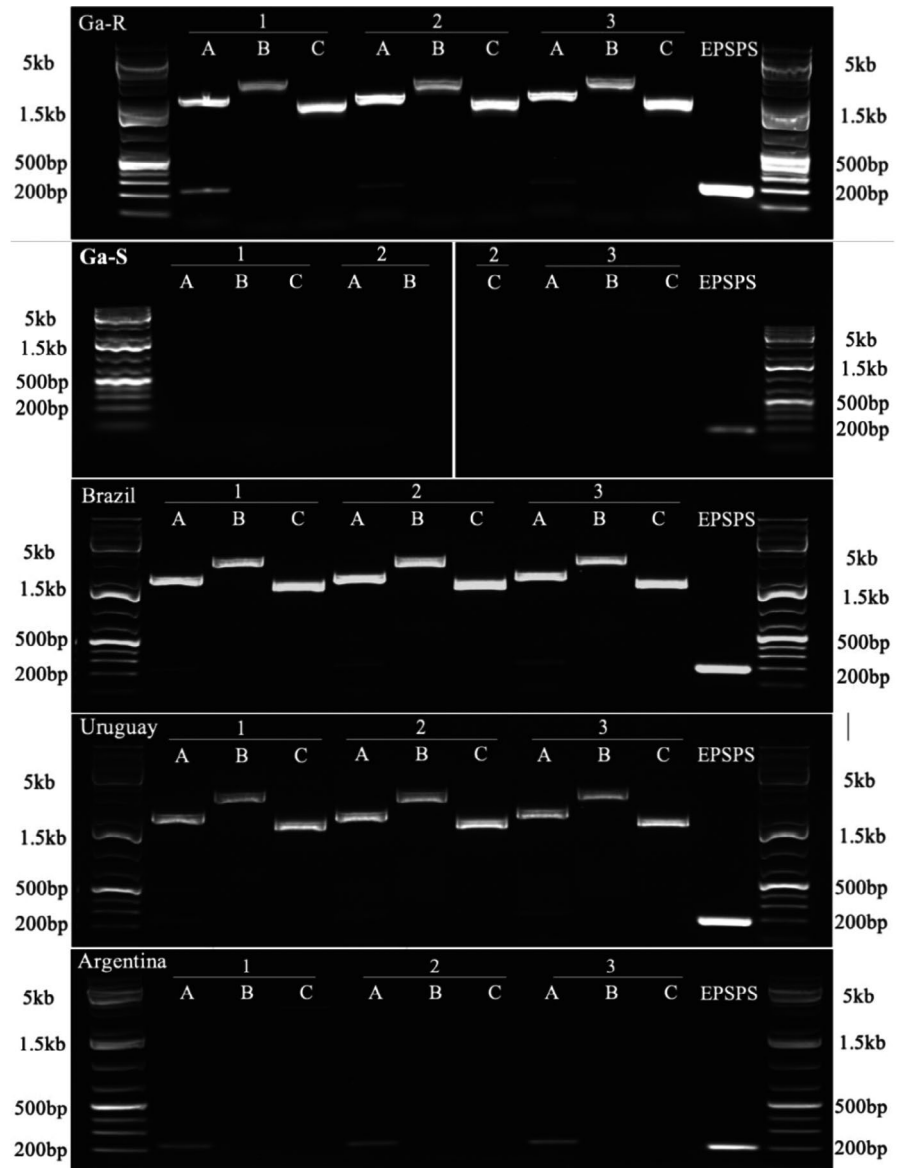 Ga-R 1 2 3
A B C A B C A B C EPSPS
5kb 5kb
1.5kb 1.5kb
500bp 500bp
200bp 200bp
Ga-S 1 2 2 3
A B C A B C A B C EPSPS
5kb 5kb
1.5kb 1.5kb
500bp 500bp
200bp 200bp
Brazil 1 2 3
A B C A B C A B C EPSPS
5kb 5kb
1.5kb 1.5kb
500bp 500bp
200bp 200bp
Uruguay 1 2 3
A B C A B C A B C EPSPS
5kb 5kb
1.5kb 1.5kb
500bp 500bp
200bp 200bp
Argentina 1 2 3
A B C A B C A B C EPSPS
5kb 5kb
1.5kb 1.5kb
500bp 500bp
200bp 200bp